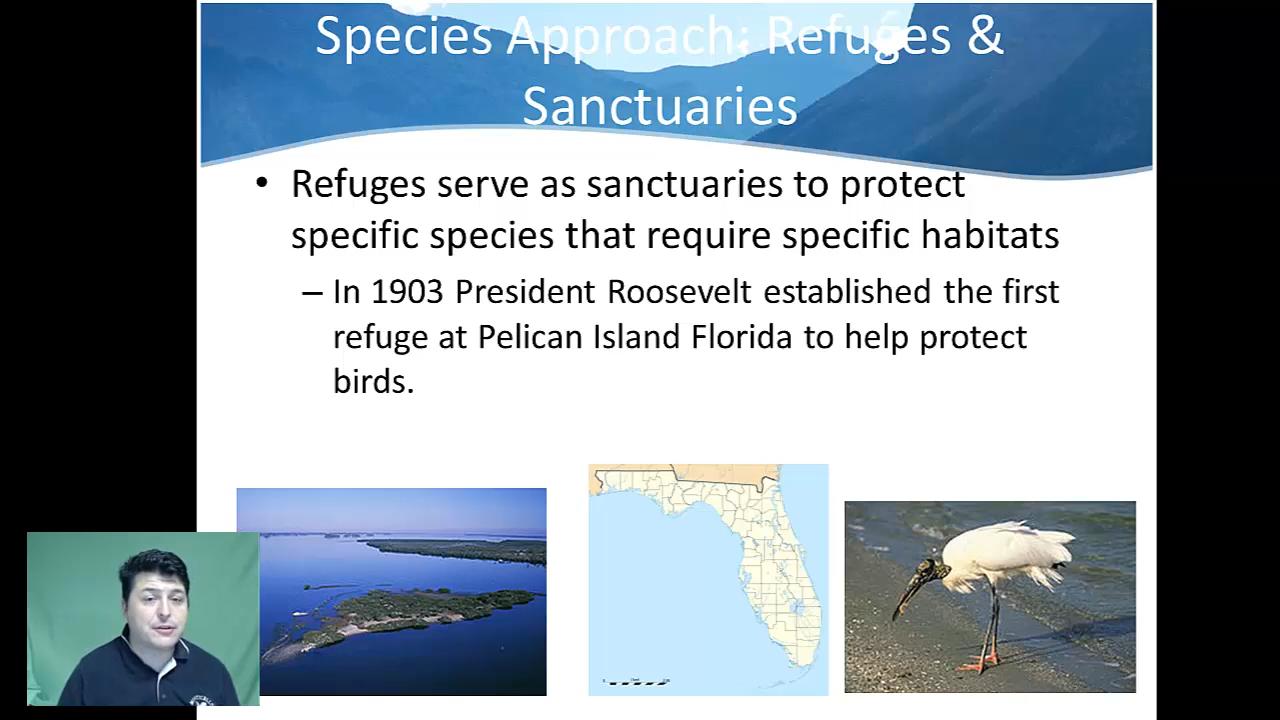 Species Approach: Refuges &
Sanctuaries
• Refuges serve as sanctuaries to protect
specific species that require specific habitats
– In 1903 President Roosevelt established the first
refuge at Pelican Island Florida to help protect
birds.